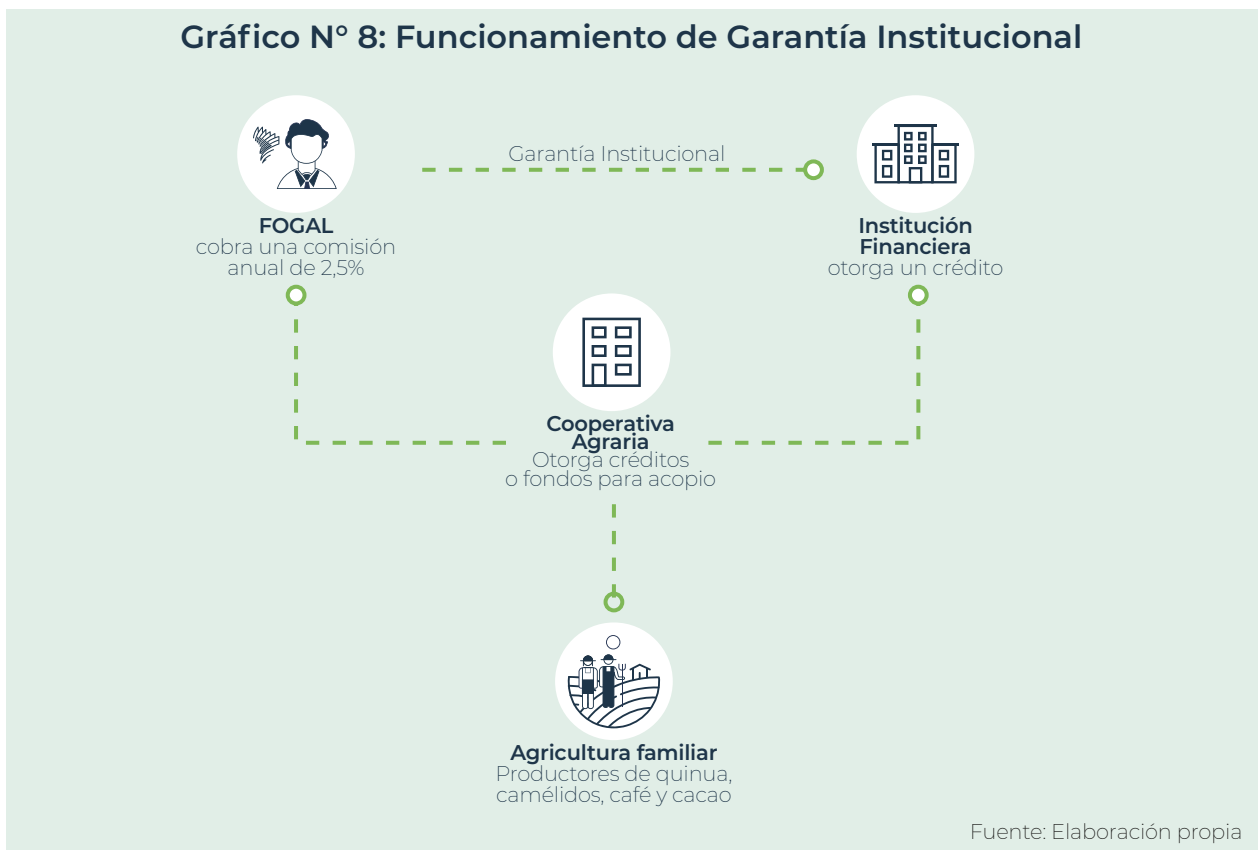 Gráfico N° 8: Funcionamiento de Garantía Institucional
Garantía Institucional
FOGAL
cobra una comisión
anual de 2,5%
Institución
Financiera
otorga un crédito
Cooperativa
Agraria
Otorga créditos
o fondos para acopio
Agricultura familiar
Productores de quinua,
camélidos, café y cacao
Fuente: Elaboración propia